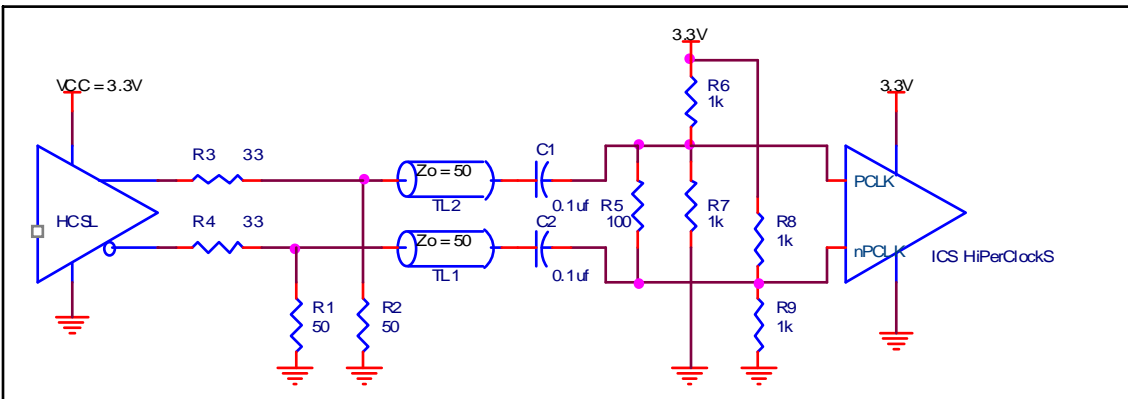 3.3V
VCC = 3.3V
R6
1k
3.3V
R3 33
C1
Zo = 50
TL2
0.1uf
R5
100
R7
1k
PCLK
HCSL
R4 33
C2
Zo = 50
TL1
0.1uf
R8
1k
nPCLK
ICS HiPerClockS
R1
50
R2
50
R9
1k